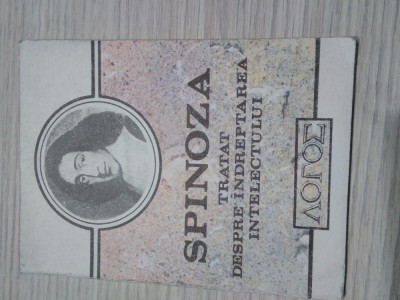 SPINOZA
TRATAT
DESPRE ÎNDREPTAREA
INTELECTULUI
ΛΟΓΟΣ